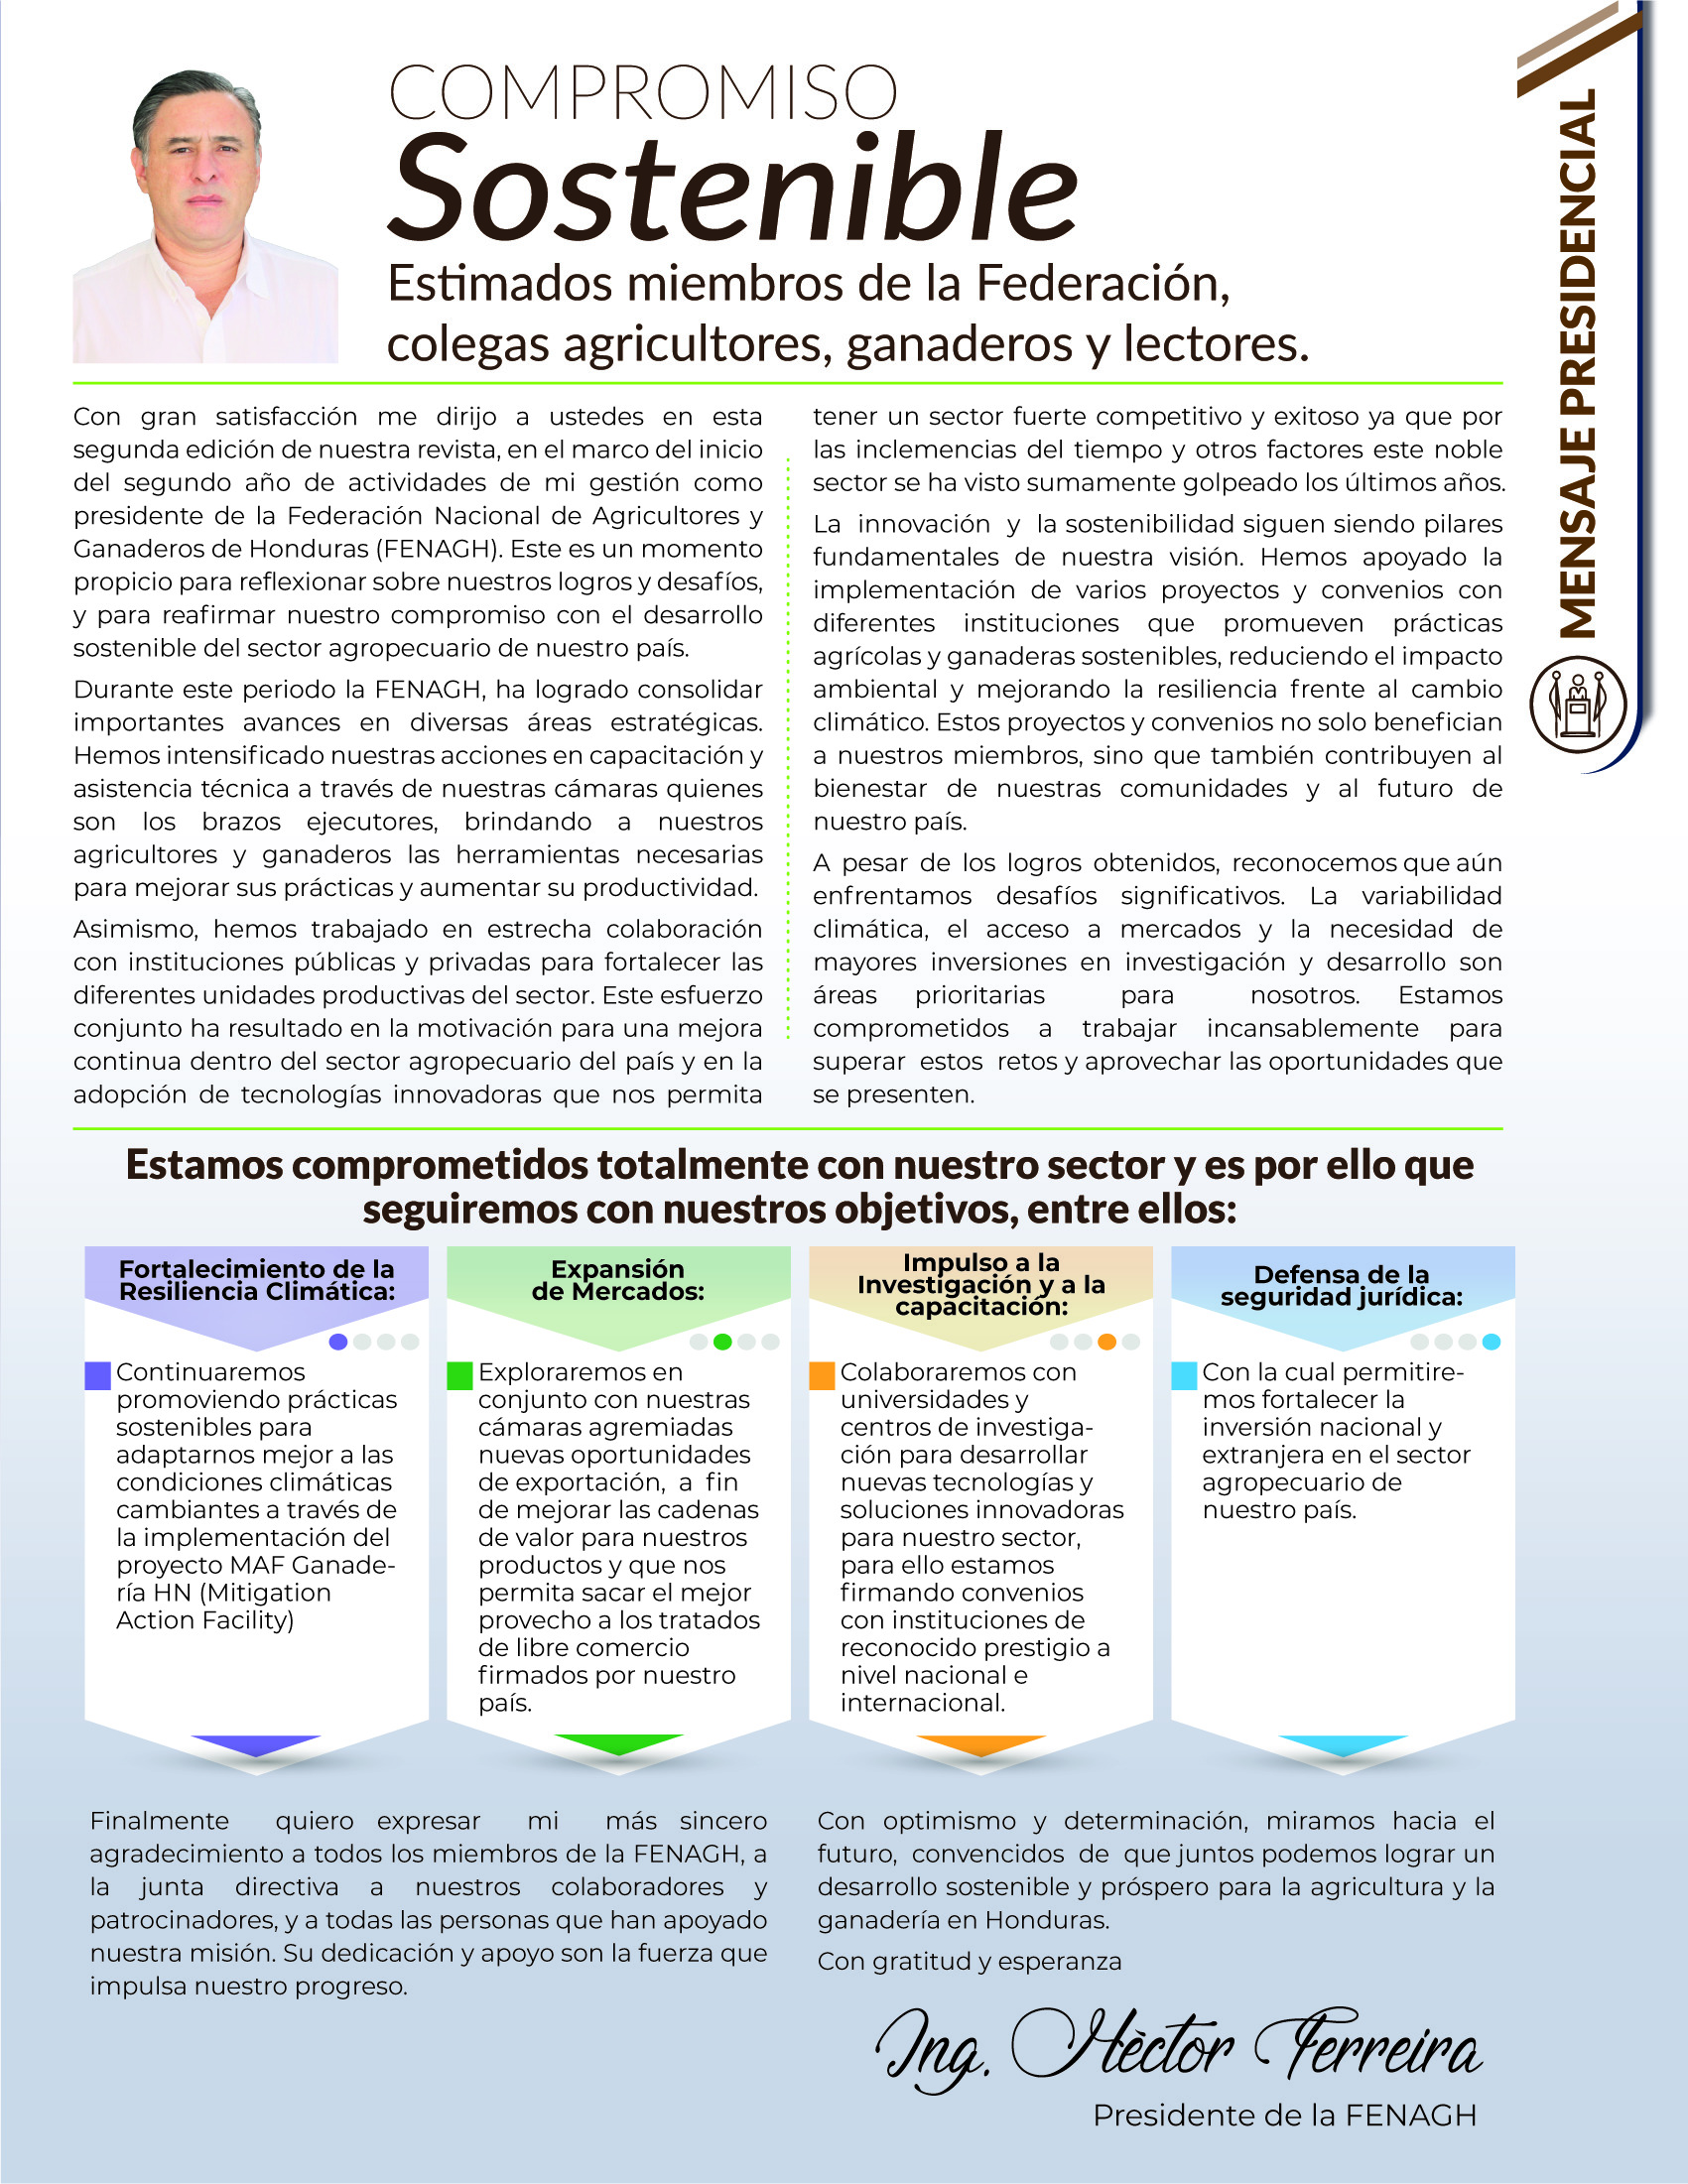 COMPROMISO
Sostenible
Estimados miembros de la Federación,
colegas agricultores, ganaderos y lectores.
MENSAJE PRESIDENCIAL
Con gran satisfacción me dirijo a ustedes en esta
segunda edición de nuestra revista, en el marco del inicio
del segundo año de actividades de mi gestión como
presidente de la Federación Nacional de Agricultores y
Ganaderos de Honduras (FENAGH). Este es un momento
propicio para reflexionar sobre nuestros logros y desafíos,
y para reafirmar nuestro compromiso con el desarrollo
sostenible del sector agropecuario de nuestro país.
Durante este periodo la FENAGH, ha logrado consolidar
importantes avances en diversas áreas estratégicas.
Hemos intensificado nuestras acciones en capacitación y
asistencia técnica a través de nuestras cámaras quienes
son los brazos ejecutores, brindando a nuestros
agricultores y ganaderos las herramientas necesarias
para mejorar sus prácticas y aumentar su productividad.
Asimismo, hemos trabajado en estrecha colaboración
con instituciones públicas y privadas para fortalecer las
diferentes unidades productivas del sector. Este esfuerzo
conjunto ha resultado en la motivación para una mejora
continua dentro del sector agropecuario del país y en la
adopción de tecnologías innovadoras que nos permita
tener un sector fuerte competitivo y exitoso ya que por
las inclemencias del tiempo y otros factores este noble
sector se ha visto sumamente golpeado los últimos años.
La innovación y la sostenibilidad siguen siendo pilares
fundamentales de nuestra visión. Hemos apoyado la
implementación de varios proyectos y convenios con
diferentes instituciones que promueven prácticas
agrícolas y ganaderas sostenibles, reduciendo el impacto
ambiental y mejorando la resiliencia frente al cambio
climático. Estos proyectos y convenios no solo benefician
a nuestros miembros, sino que también contribuyen al
bienestar de nuestras comunidades y al futuro de
nuestro país.
A pesar de los logros obtenidos, reconocemos que aún
enfrentamos desafíos significativos. La variabilidad
climática, el acceso a mercados y la necesidad de
mayores inversiones en investigación y desarrollo son
áreas prioritarias para nosotros. Estamos
comprometidos a trabajar incansablemente para
superar estos retos y aprovechar las oportunidades que
se presenten.
Estamos comprometidos totalmente con nuestro sector y es por ello que
seguiremos con nuestros objetivos, entre ellos:
Fortalecimiento de la
Resiliencia Climática:
Continuaremos
promoviendo prácticas
sostenibles para
adaptarnos mejor a las
condiciones climáticas
cambiantes a través de
la implementación del
proyecto MAF Ganade-
ría HN (Mitigation
Action Facility)
Expansión
de Mercados:
Exploraremos en
conjunto con nuestras
cámaras agremiadas
nuevas oportunidades
de exportación, a fin
de mejorar las cadenas
de valor para nuestros
productos y que nos
permita sacar el mejor
provecho a los tratados
de libre comercio
firmados por nuestro
país.
Impulso a la
Investigación y a la
capacitación:
Colaboraremos con
universidades y
centros de investiga-
ción para desarrollar
nuevas tecnologías y
soluciones innovadoras
para nuestro sector,
para ello estamos
firmando convenios
con instituciones de
reconocido prestigio a
nivel nacional e
internacional.
Defensa de la
seguridad jurídica:
Con la cual permitire-
mos fortalecer la
inversión nacional y
extranjera en el sector
agropecuario de
nuestro país.
Finalmente quiero expresar mi más sincero
agradecimiento a todos los miembros de la FENAGH, a
la junta directiva a nuestros colaboradores y
patrocinadores, y a todas las personas que han apoyado
nuestra misión. Su dedicación y apoyo son la fuerza que
impulsa nuestro progreso.
Con optimismo y determinación, miramos hacia el
futuro, convencidos de que juntos podemos lograr un
desarrollo sostenible y próspero para la agricultura y la
ganadería en Honduras.
Con gratitud y esperanza
Ing. Hèctor Ferreira
Presidente de la FENAGH